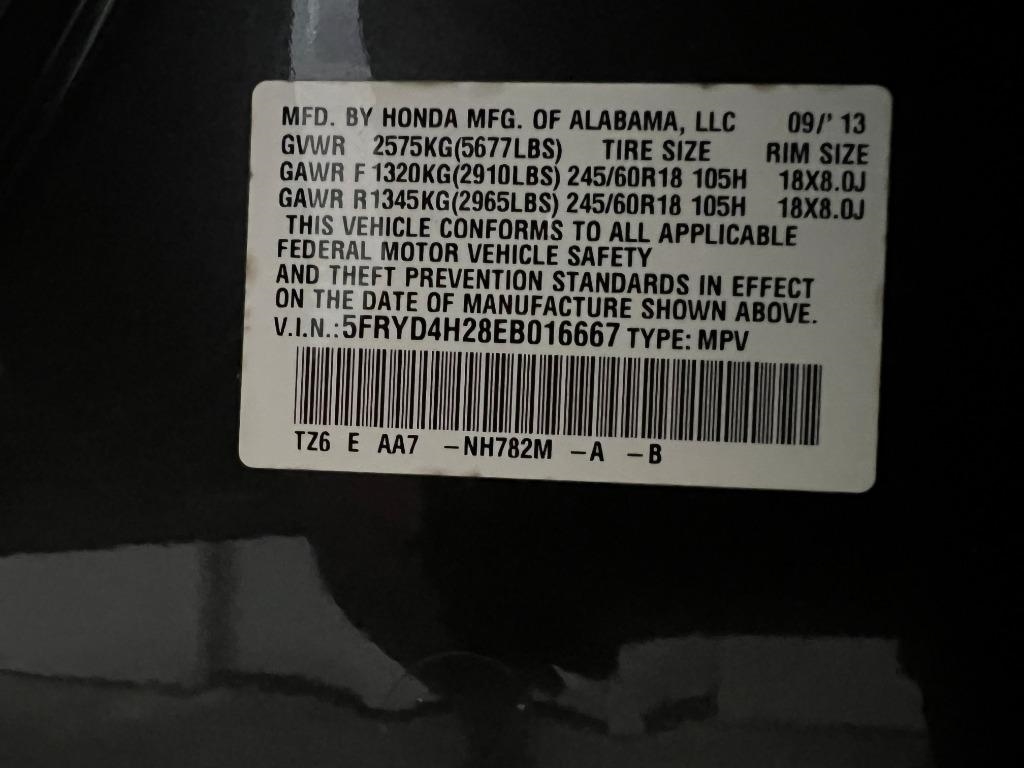 MFD. BY HONDA MFG. OF ALABAMA, LLC 09/' 13
GVWR 2575KG(5677LBS) TIRE SIZE RIM SIZE
GAWR F 1320KG(2910LBS) 245/60R18 105H 18X8.0J
GAWR R 1345KG(2965LBS) 245/60R18 105H 18X8.0J
THIS VEHICLE CONFORMS TO ALL APPLICABLE
FEDERAL MOTOR VEHICLE SAFETY
AND THEFT PREVENTION STANDARDS IN EFFECT
ON THE DATE OF MANUFACTURE SHOWN ABOVE.
V.I.N.: 5FRYD4H28EB016667 TYPE: MPV
TZ6 E AA7 -NH782M -A -B